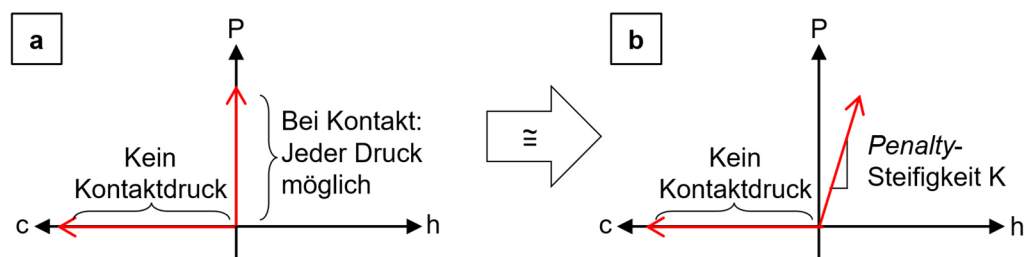 a
P
Bei Kontakt:
Jeder Druck
möglich
Kein
Kontaktdruck
c
h
≅
b
P
Penalty-
Steifigkeit K
Kein
Kontaktdruck
c
h